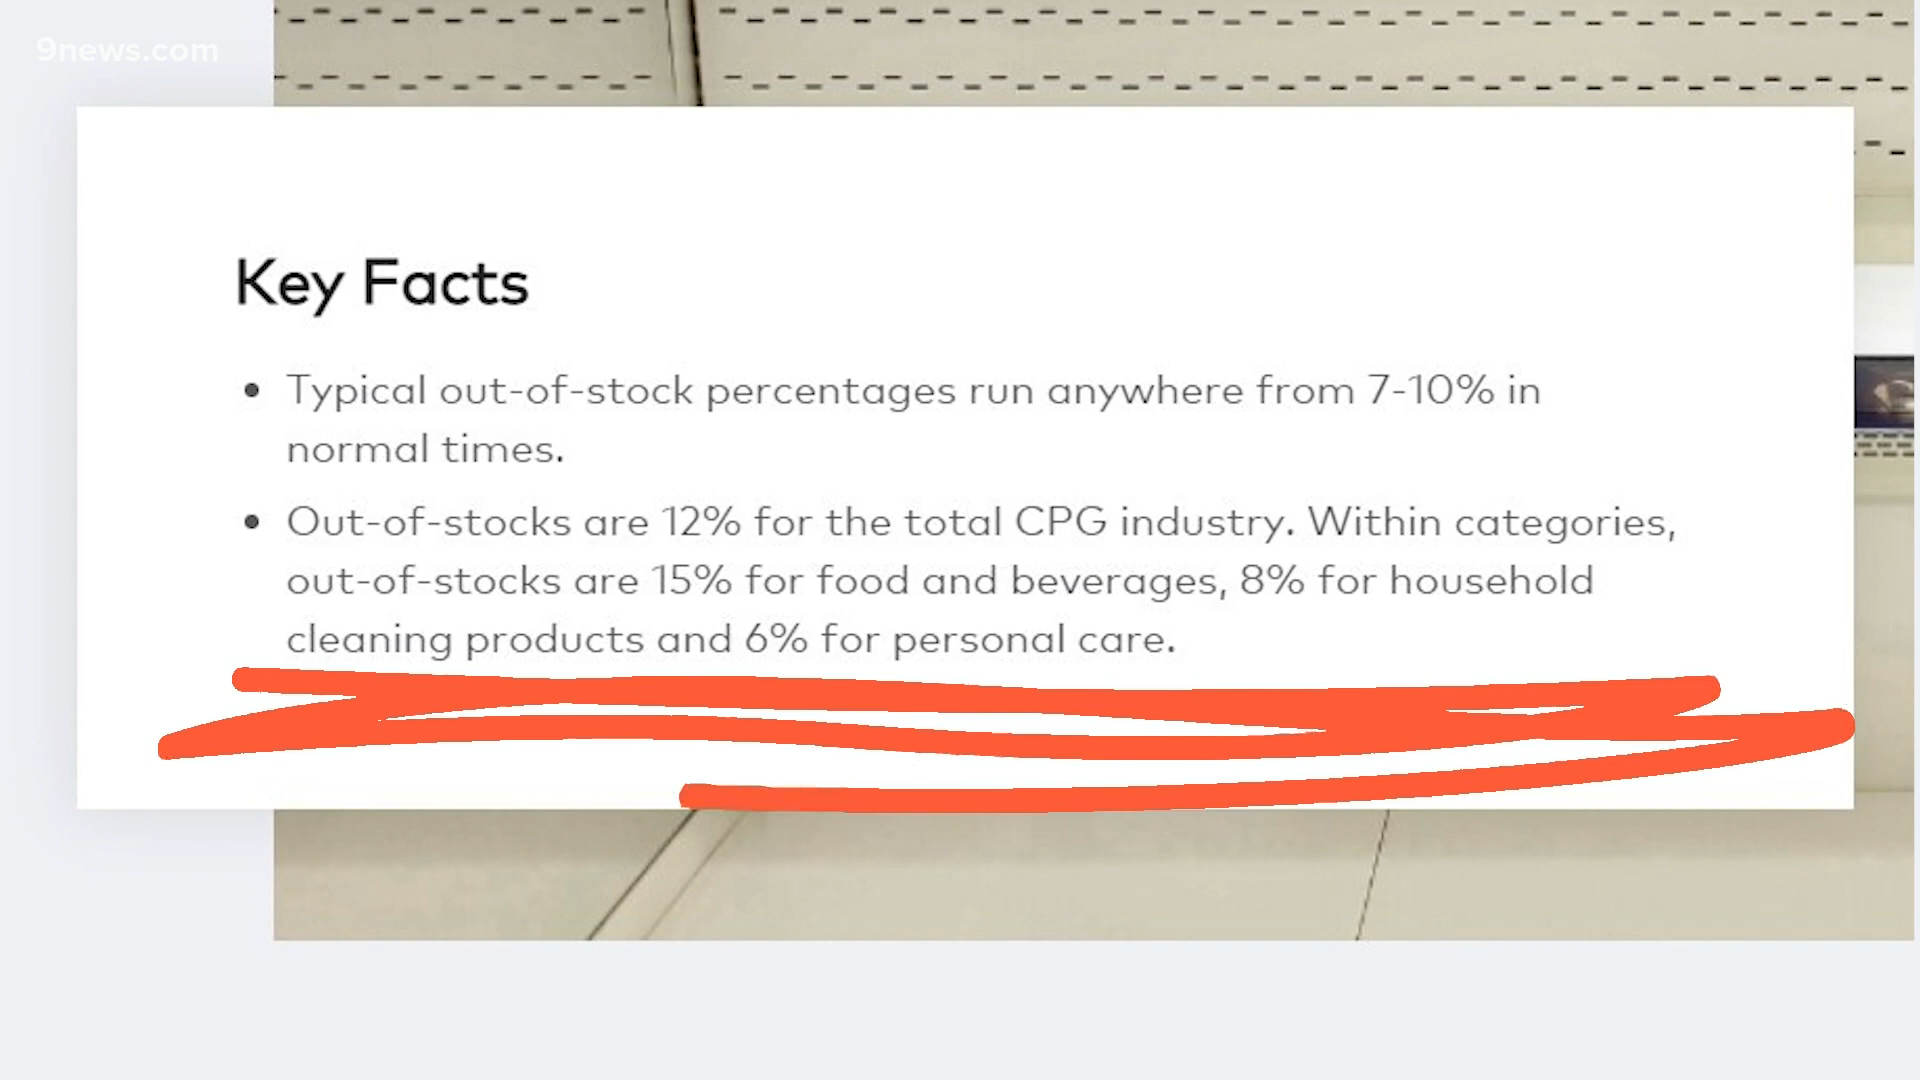 9news.com
Key Facts
• Typical out-of-stock percentages run anywhere from 7-10% in
normal times.
• Out-of-stocks are 12% for the total CPG industry. Within categories,
out-of-stocks are 15% for food and beverages, 8% for household
cleaning products and 6% for personal care.